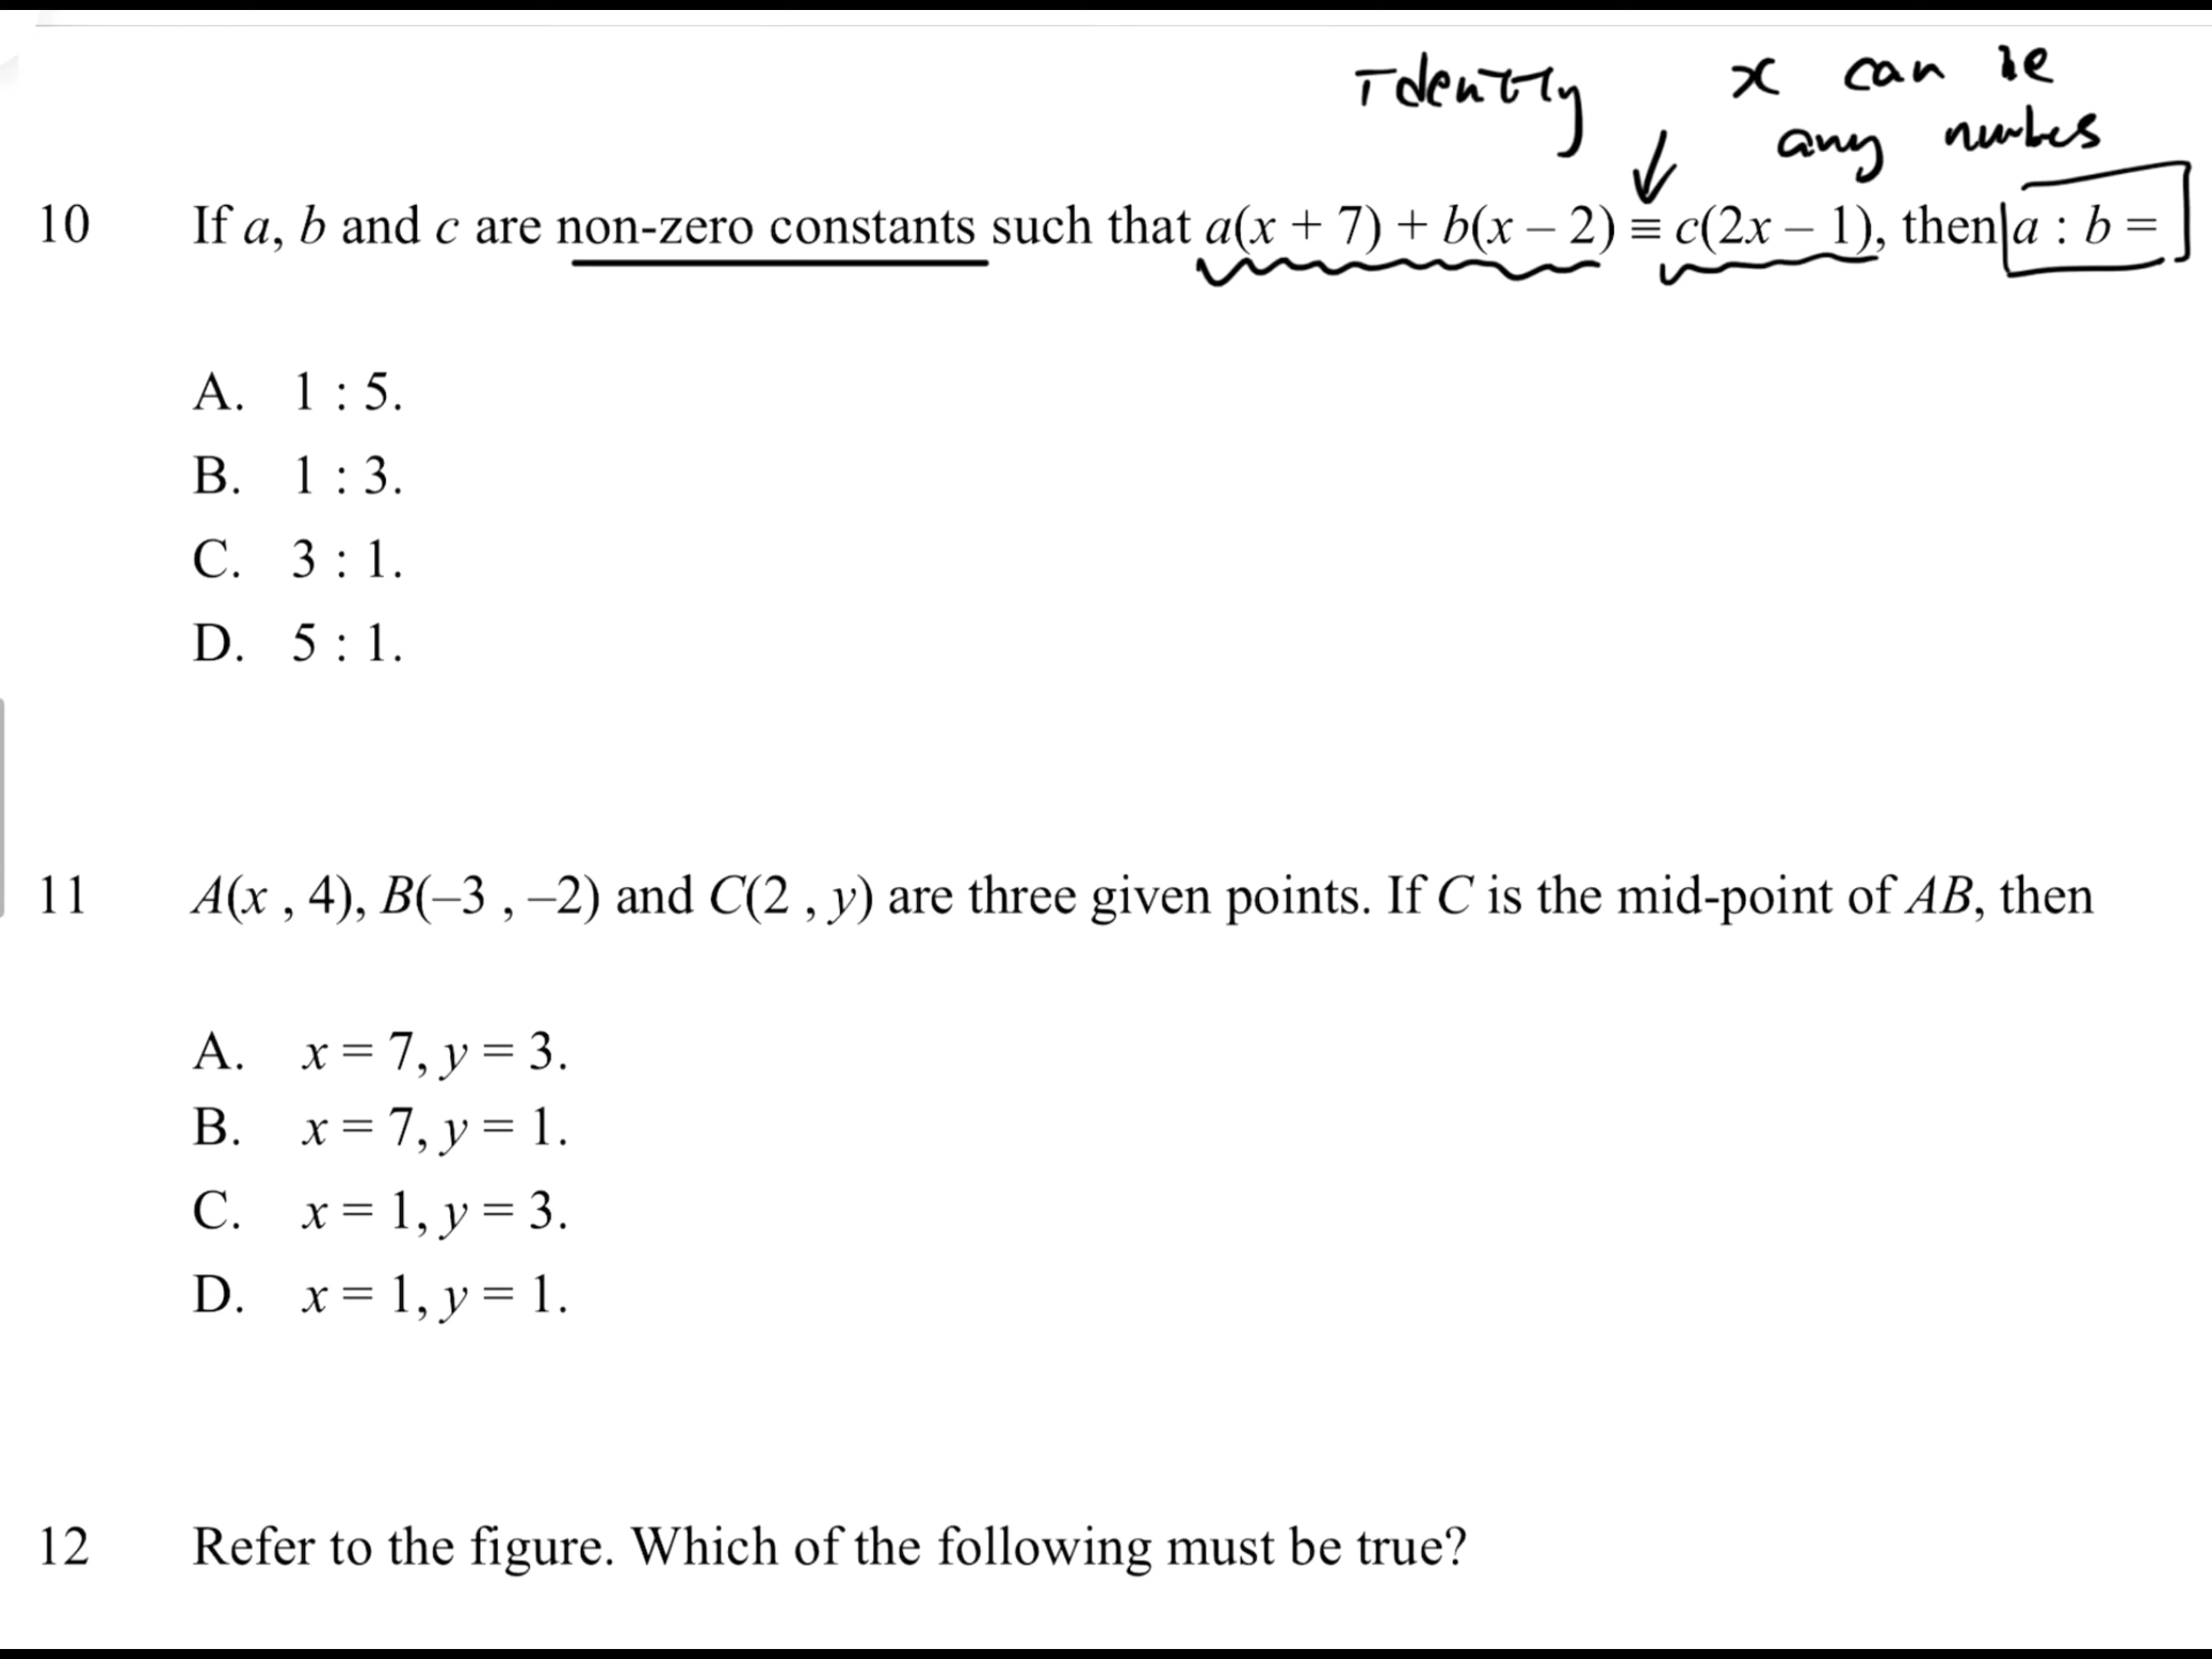 Identity x can be
any number
10 If a, b and c are non-zero constants such that a(x + 7) + b(x – 2) ≡ c(2x – 1), then a : b =
A. 1 : 5.
B. 1 : 3.
C. 3 : 1.
D. 5 : 1.
11 A(x , 4), B(–3 , –2) and C(2 , y) are three given points. If C is the mid-point of AB, then
A. x = 7, y = 3.
B. x = 7, y = 1.
C. x = 1, y = 3.
D. x = 1, y = 1.
12 Refer to the figure. Which of the following must be true?